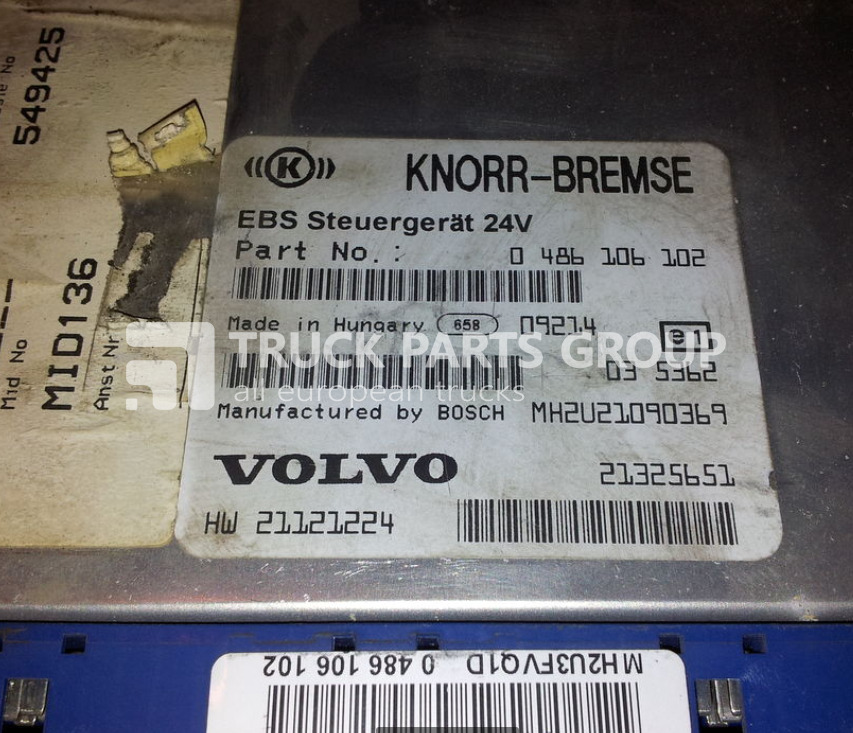 549425
Mid No
MID136
Anst Nr
K KNORR-BREMSE
EBS Steuergerät 24V
Part No.: 0 486 106 102
Made in Hungary 658 09214
e1
TRUCK PARTS GROUP
all european trucks
03 5362
Manufactured by BOSCH MH2U21090369
VOLVO 21325651
HW 21121224
MH2U3FVQ1D 0 486 106 102